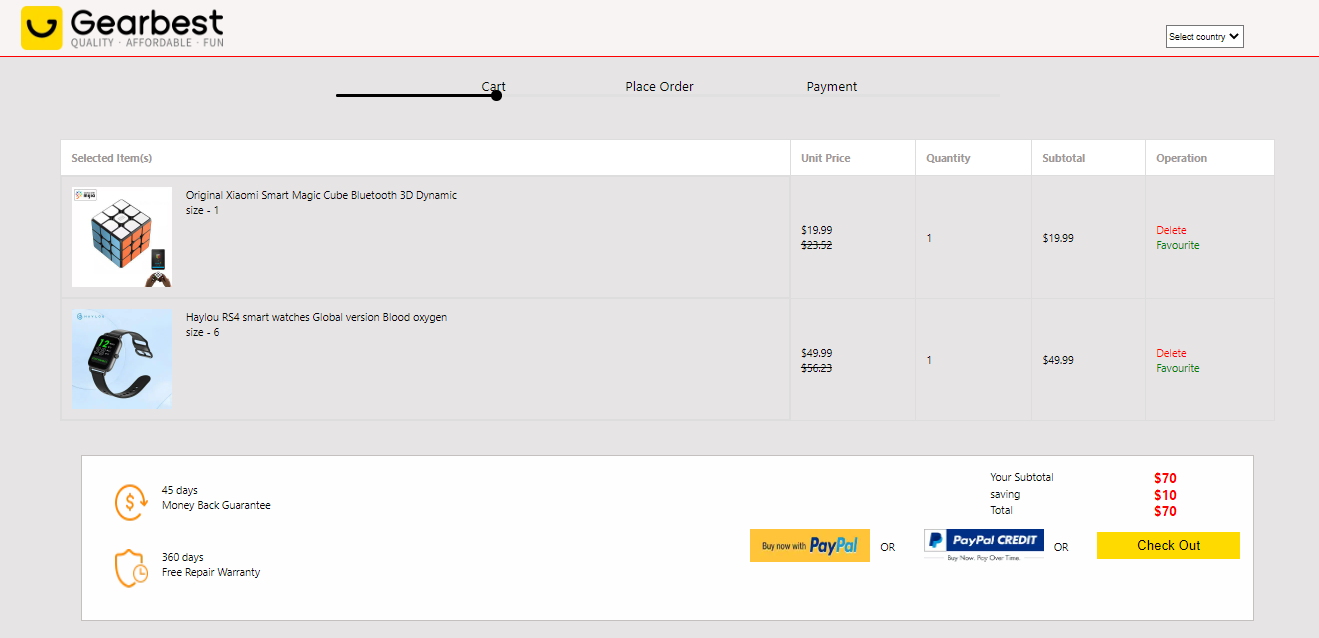 Gearbest
QUALITY · AFFORDABLE · FUN
Select country
Cart
Place Order
Payment
Selected Item(s)
Unit Price
Quantity
Subtotal
Operation
Original Xiaomi Smart Magic Cube Bluetooth 3D Dynamic
size - 1
$19.99
$23.52
1
$19.99
Delete
Favourite
HAYLOU
Haylou RS4 smart watches Global version Blood oxygen
size - 6
$49.99
$56.23
1
$49.99
Delete
Favourite
45 days
Money Back Guarantee
360 days
Free Repair Warranty
Your Subtotal $70
saving $10
Total $70
Buy now with PayPal
OR
PayPal CREDIT
Buy Now. Pay Over Time.
OR
Check Out